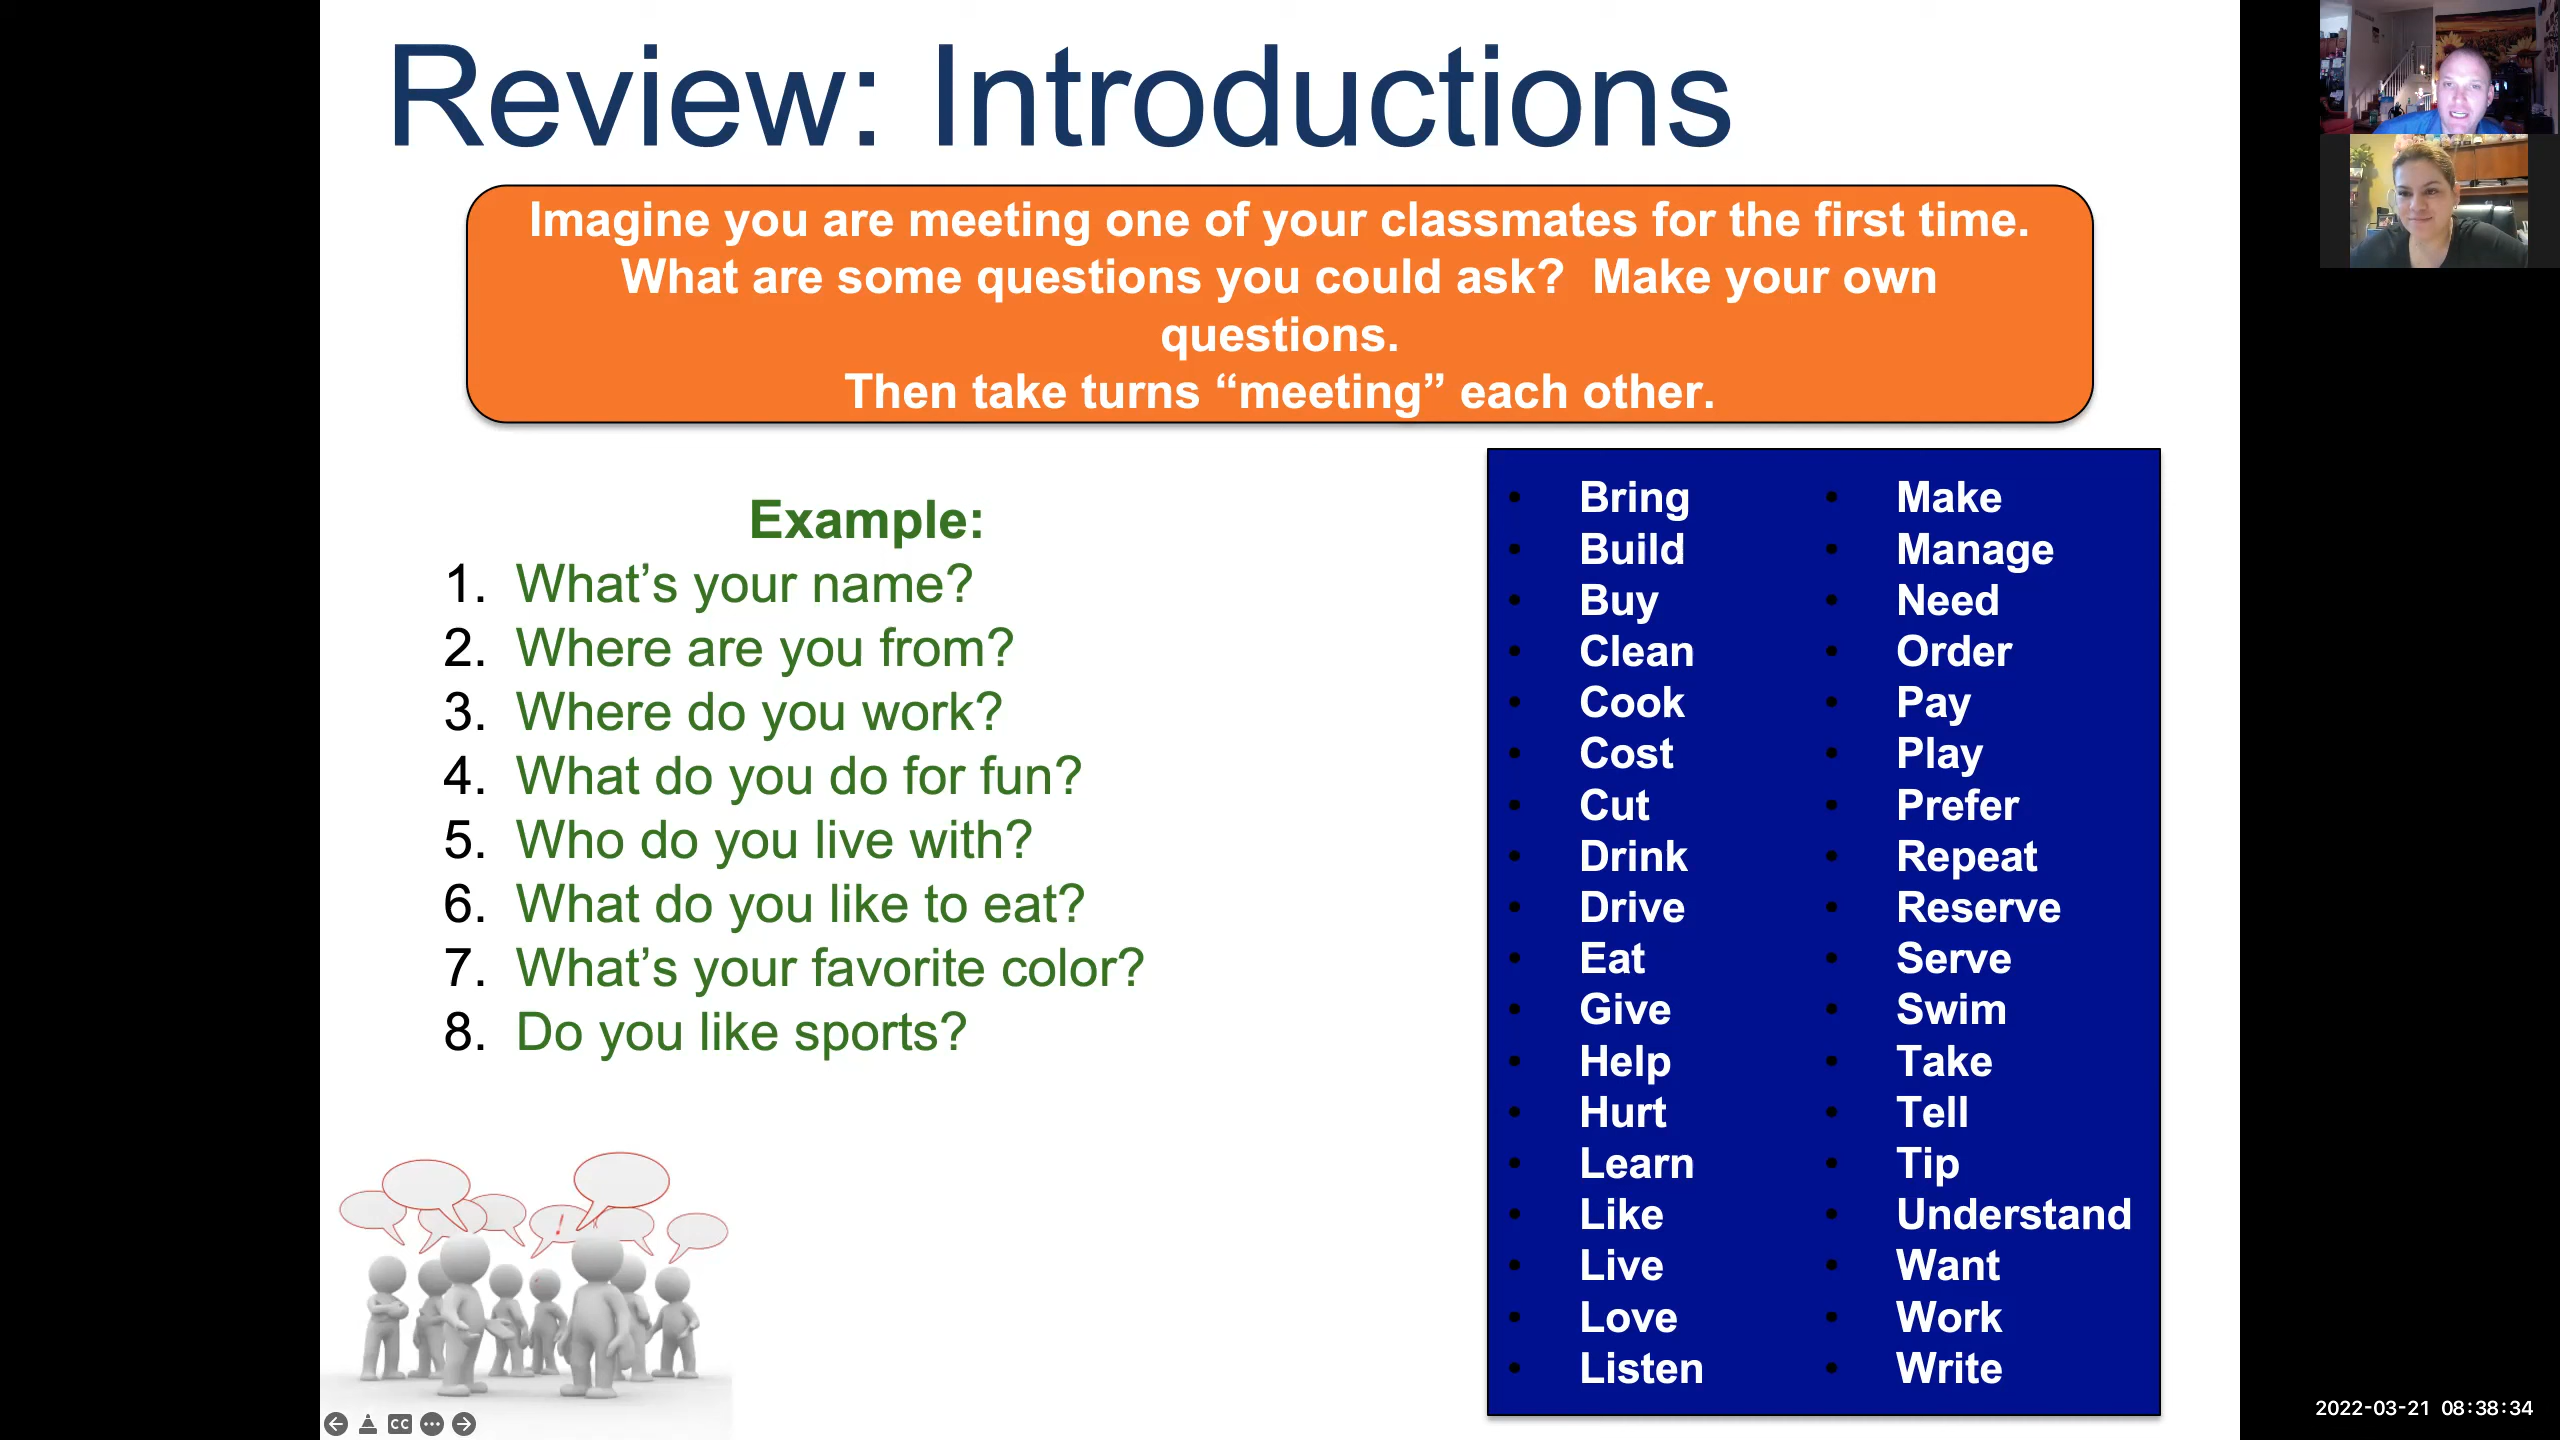 Review: Introductions
Imagine you are meeting one of your classmates for the first time.
What are some questions you could ask?  Make your own
questions.
Then take turns “meeting” each other.
Example:
1. What’s your name?
2. Where are you from?
3. Where do you work?
4. What do you do for fun?
5. Who do you live with?
6. What do you like to eat?
7. What’s your favorite color?
8. Do you like sports?
• Bring
• Build
• Buy
• Clean
• Cook
• Cost
• Cut
• Drink
• Drive
• Eat
• Give
• Help
• Hurt
• Learn
• Like
• Live
• Love
• Listen
• Make
• Manage
• Need
• Order
• Pay
• Play
• Prefer
• Repeat
• Reserve
• Serve
• Swim
• Take
• Tell
• Tip
• Understand
• Want
• Work
• Write
!
CC
2022-03-21 08:38:34